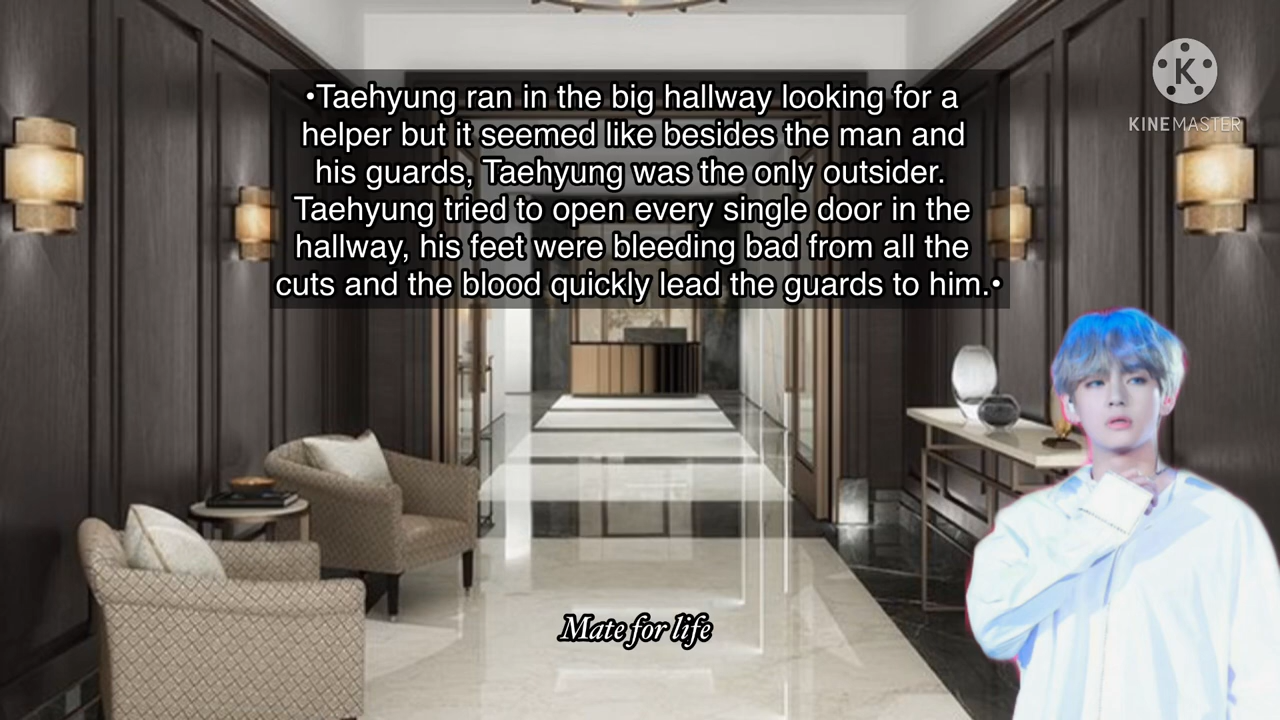 •Taehyung ran in the big hallway looking for a
helper but it seemed like besides the man and
his guards, Taehyung was the only outsider.
Taehyung tried to open every single door in the
hallway, his feet were bleeding bad from all the
cuts and the blood quickly lead the guards to him.•
K
KINEMASTER
Mate for life